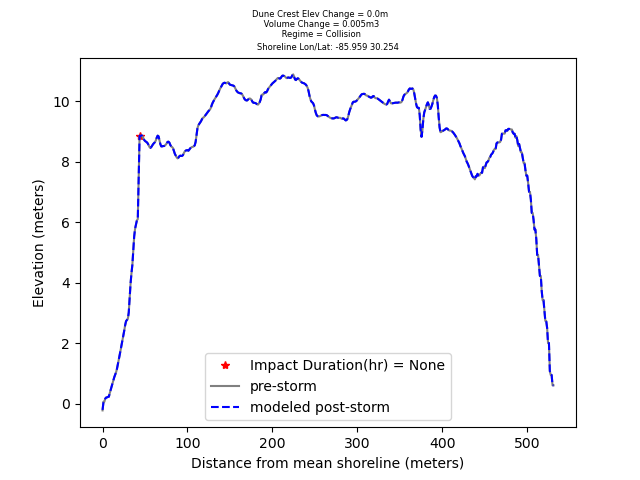 Dune Crest Elev Change = 0.0m
Volume Change = 0.005m3
Regime = Collision
Shoreline Lon/Lat: -85.959 30.254
10
8
6
4
2
0
Elevation (meters)
Impact Duration(hr) = None
pre-storm
modeled post-storm
0 100 200 300 400 500
Distance from mean shoreline (meters)